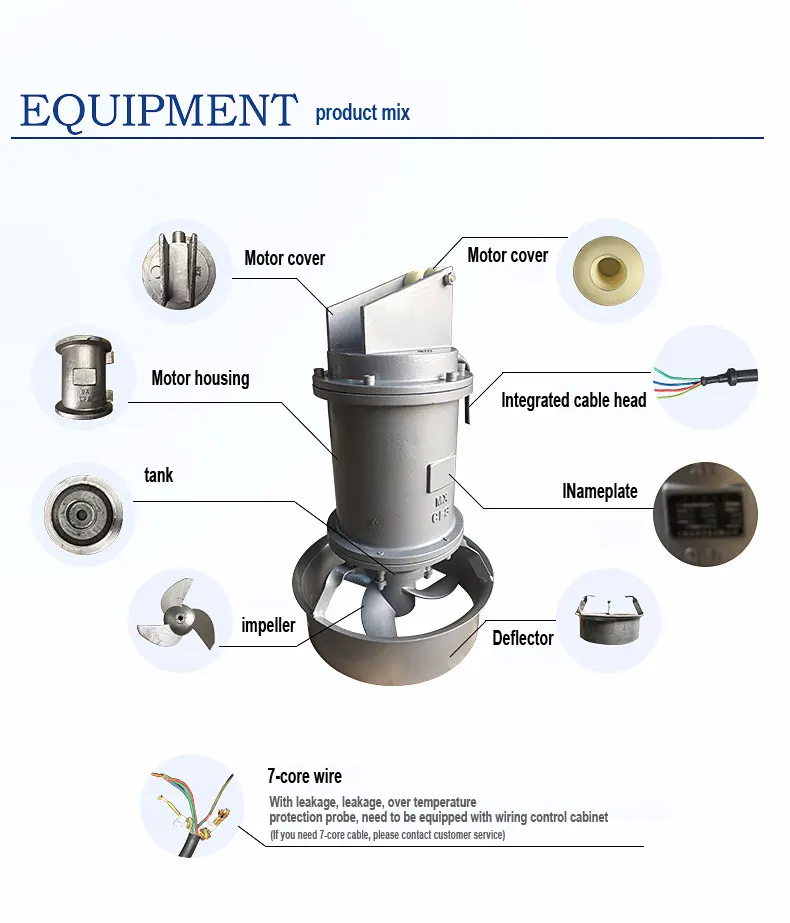 EQUIPMENT product mix
Motor cover
Motor cover
Motor housing
Integrated cable head
tank
INameplate
MX
impeller
Deflector
7-core wire
With leakage, leakage, over temperature
protection probe, need to be equipped with wiring control cabinet
(If you need 7-core cable, please contact customer service)